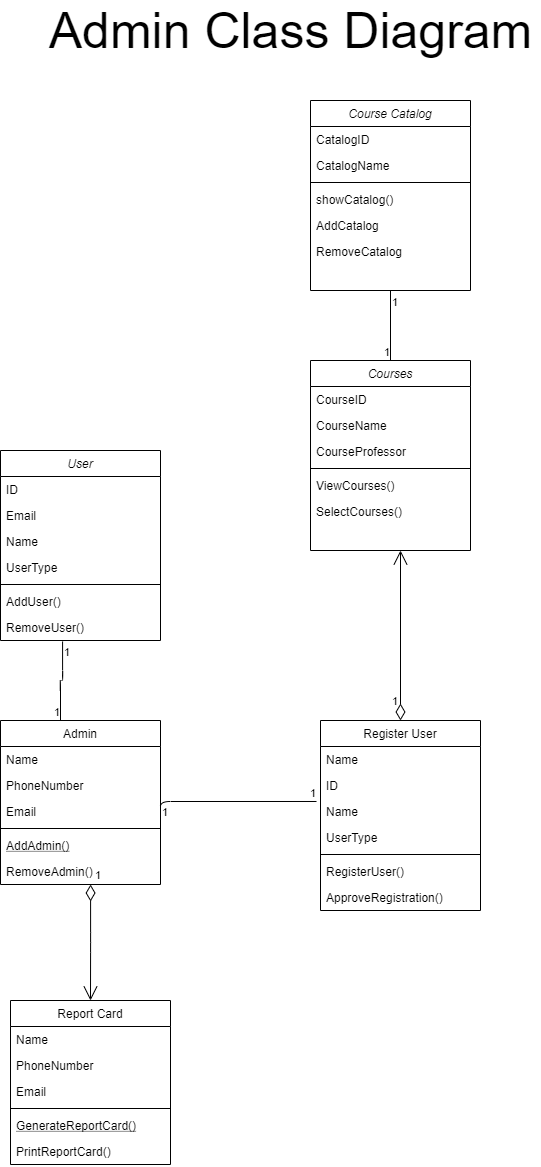 Admin Class Diagram
Course Catalog
CatalogID
CatalogName
showCatalog()
AddCatalog
RemoveCatalog
1
1
Courses
CourseID
CourseName
CourseProfessor
ViewCourses()
SelectCourses()
User
ID
Email
Name
UserType
AddUser()
RemoveUser()
1
1
Admin
Name
PhoneNumber
Email
AddAdmin()
RemoveAdmin()
1
1
1
1
Register User
Name
ID
Name
UserType
RegisterUser()
ApproveRegistration()
Report Card
Name
PhoneNumber
Email
GenerateReportCard()
PrintReportCard()